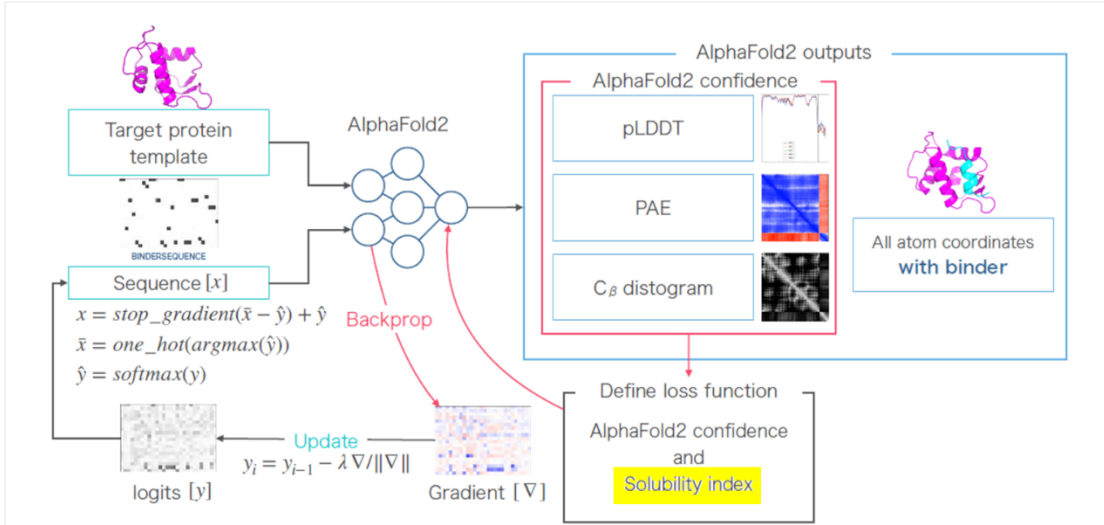 AlphaFold2 outputs
AlphaFold2 confidence
Target protein
template
AlphaFold2
pLDDT
PAE
BINDERSEQUENCE
All atom coordinates
with binder
Sequence [x]
C_β distogram
x = stop_gradient(x̄ − ŷ) + ŷ
x̄ = one_hot(argmax(ŷ))
ŷ = softmax(y)
Backprop
Define loss function
AlphaFold2 confidence
and
Solubility index
Update
y_i = y_{i−1} − λ∇/‖∇‖
logits [y]
Gradient [∇]